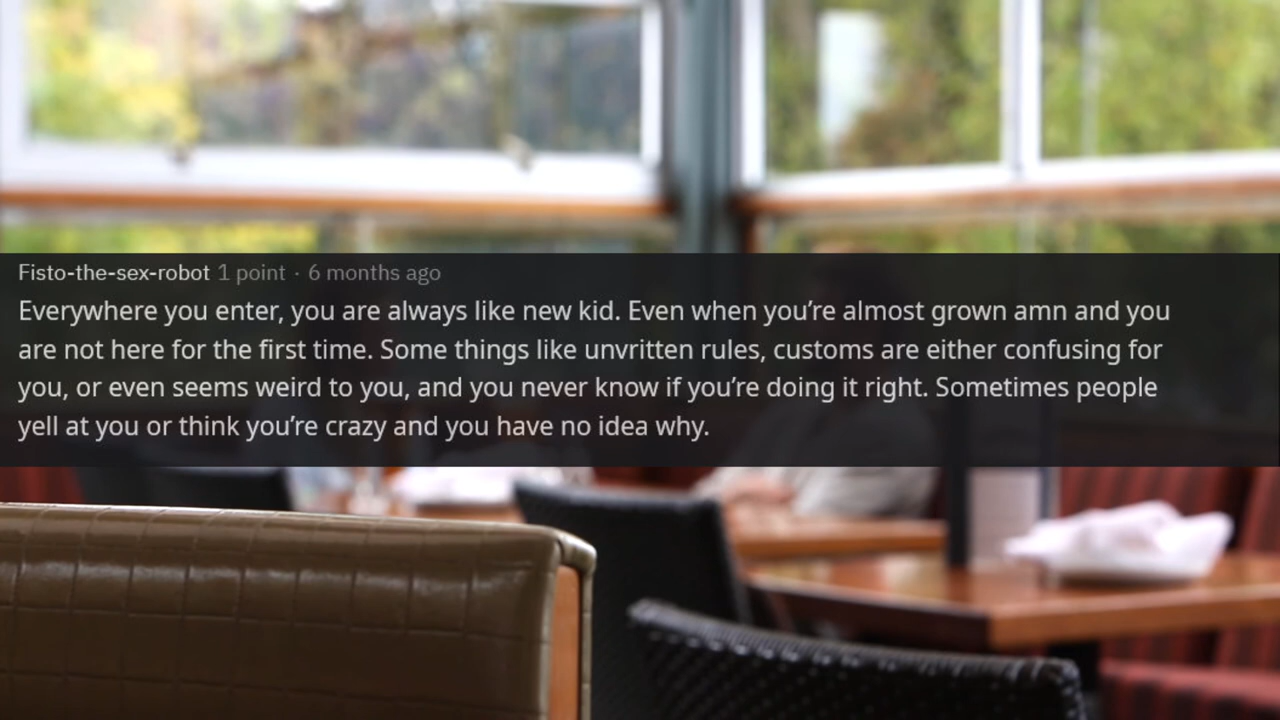 Fisto-the-sex-robot 1 point · 6 months ago
Everywhere you enter, you are always like new kid. Even when you’re almost grown amn and you
are not here for the first time. Some things like unvritten rules, customs are either confusing for
you, or even seems weird to you, and you never know if you’re doing it right. Sometimes people
yell at you or think you’re crazy and you have no idea why.